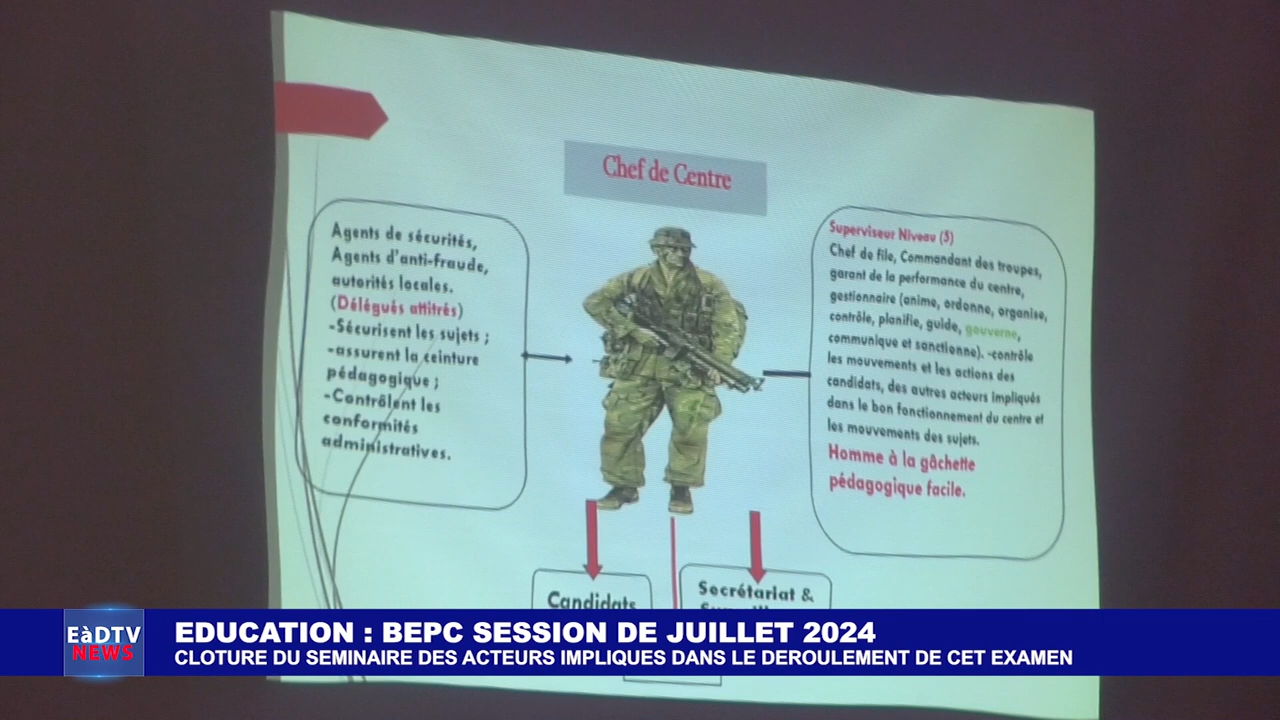 Chef de Centre
Agents de sécurités,
Agents d'anti-fraude,
autorités locales.
(Délégués attitrés)
-Sécurisent les sujets ;
-assurent la ceinture
pédagogique ;
-Contrôlent les
conformités
administratives.
Superviseur Niveau (5)
Chef de file, Commandant des troupes,
garant de la performance du centre,
gestionnaire (anime, ordonne, organise,
contrôle, planifie, guide, gouverne,
communique et sanctionne). -contrôle
les mouvements et les actions des
candidats, des autres acteurs impliqués
dans le bon fonctionnement du centre et
les mouvements des sujets.
Homme à la gâchette
pédagogique facile.
Candidats
Secrétariat &
EàDTV
NEWS
EDUCATION : BEPC SESSION DE JUILLET 2024
CLOTURE DU SEMINAIRE DES ACTEURS IMPLIQUES DANS LE DEROULEMENT DE CET EXAMEN